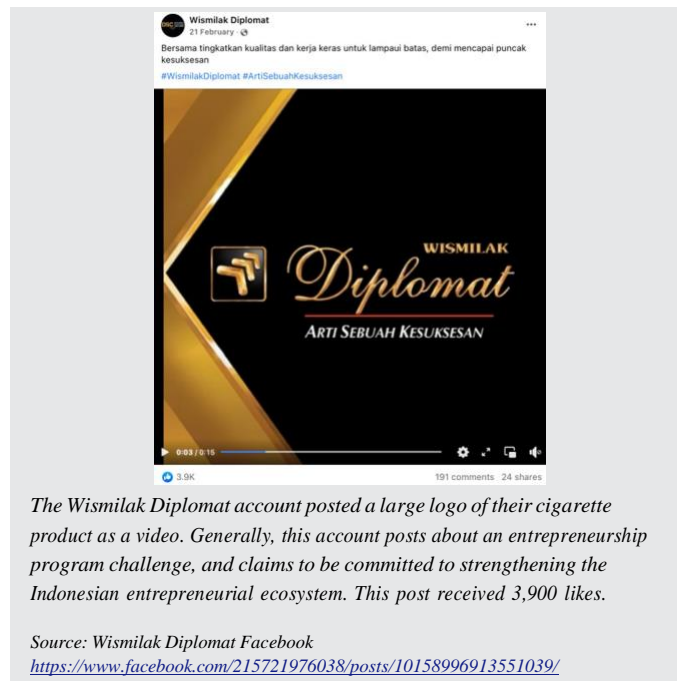 Wismilak Diplomat
21 February
Bersama tingkatkan kualitas dan kerja keras untuk lampaui batas, demi mencapai puncak
kesuksesan
#WismilakDiplomat #ArtiSebuahKesuksesan
WISMILAK
Diplomat
ARTI SEBUAH KESUKSESAN
0:03 / 0:15
3.9K 191 comments 24 shares
The Wismilak Diplomat account posted a large logo of their cigarette
product as a video. Generally, this account posts about an entrepreneurship
program challenge, and claims to be committed to strengthening the
Indonesian entrepreneurial ecosystem. This post received 3,900 likes.
Source: Wismilak Diplomat Facebook
https://www.facebook.com/215721976038/posts/10158996913551039/